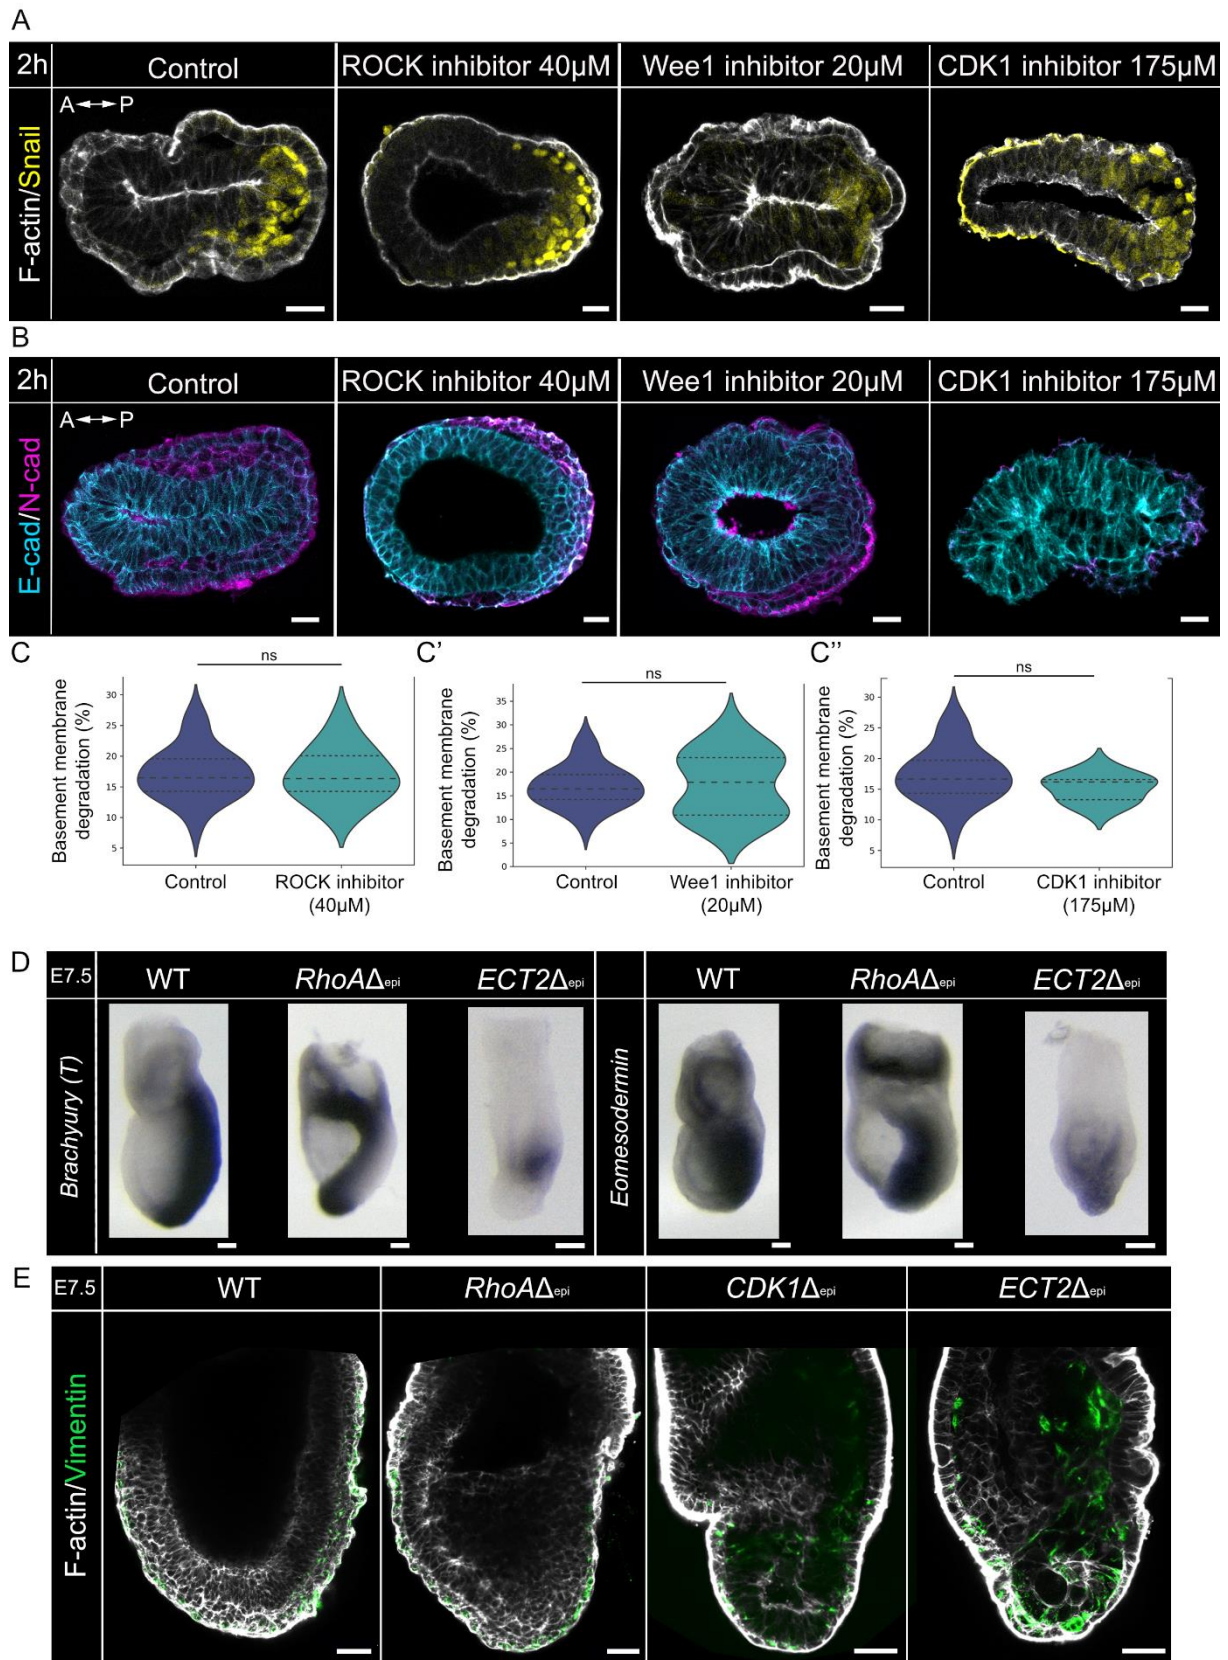 A
2h
Control
ROCK inhibitor 40µM
Wee1 inhibitor 20µM
CDK1 inhibitor 175µM
F-actin/Snail
A ↔ P
B
2h
Control
ROCK inhibitor 40µM
Wee1 inhibitor 20µM
CDK1 inhibitor 175µM
E-cad/N-cad
A ↔ P
C
ns
Basement membrane
degradation (%)
30
25
20
15
10
5
Control
ROCK inhibitor
(40µM)
C'
ns
Basement membrane
degradation (%)
35
30
25
20
15
10
5
0
Control
Wee1 inhibitor
(20µM)
C''
ns
Basement membrane
degradation (%)
30
25
20
15
10
5
Control
CDK1 inhibitor
(175µM)
D
E7.5
WT
RhoAΔepi
ECT2Δepi
WT
RhoAΔepi
ECT2Δepi
Brachyury (T)
Eomesodermin
E
E7.5
WT
RhoAΔepi
CDK1Δepi
ECT2Δepi
F-actin/Vimentin